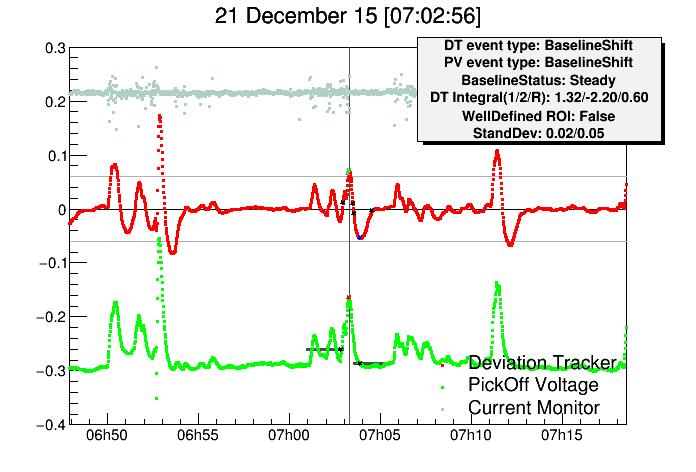 21 December 15 [07:02:56]
DT event type: BaselineShift
PV event type: BaselineShift
BaselineStatus: Steady
DT Integral(1/2/R): 1.32/-2.20/0.60
WellDefined ROI: False
StandDev: 0.02/0.05
0.3
0.2
0.1
0
−0.1
−0.2
−0.3
−0.4
Deviation Tracker
PickOff Voltage
Current Monitor
06h50 06h55 07h00 07h05 07h10 07h15